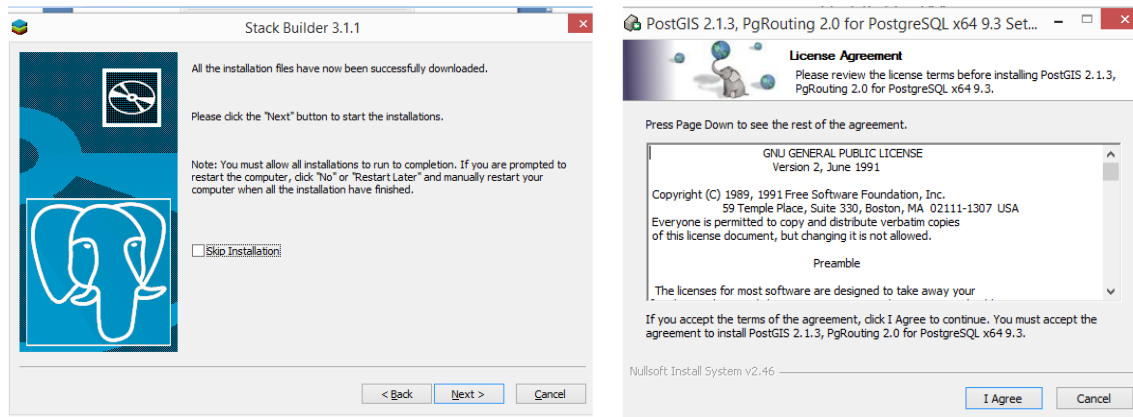 Stack Builder 3.1.1
All the installation files have now been successfully downloaded.
Please click the "Next" button to start the installations.
Note: You must allow all installations to run to completion. If you are prompted to
restart the computer, click "No" or "Restart Later" and manually restart your
computer when all the installation have finished.
Skip Installation
< Back
Next >
Cancel
PostGIS 2.1.3, PgRouting 2.0 for PostgreSQL x64 9.3 Set...
License Agreement
Please review the license terms before installing PostGIS 2.1.3,
PgRouting 2.0 for PostgreSQL x64 9.3.
Press Page Down to see the rest of the agreement.
GNU GENERAL PUBLIC LICENSE
Version 2, June 1991
Copyright (C) 1989, 1991 Free Software Foundation, Inc.
59 Temple Place, Suite 330, Boston, MA 02111-1307 USA
Everyone is permitted to copy and distribute verbatim copies
of this license document, but changing it is not allowed.
Preamble
The licenses for most software are designed to take away your
If you accept the terms of the agreement, click I Agree to continue. You must accept the
agreement to install PostGIS 2.1.3, PgRouting 2.0 for PostgreSQL x64 9.3.
Nullsoft Install System v2.46
I Agree
Cancel